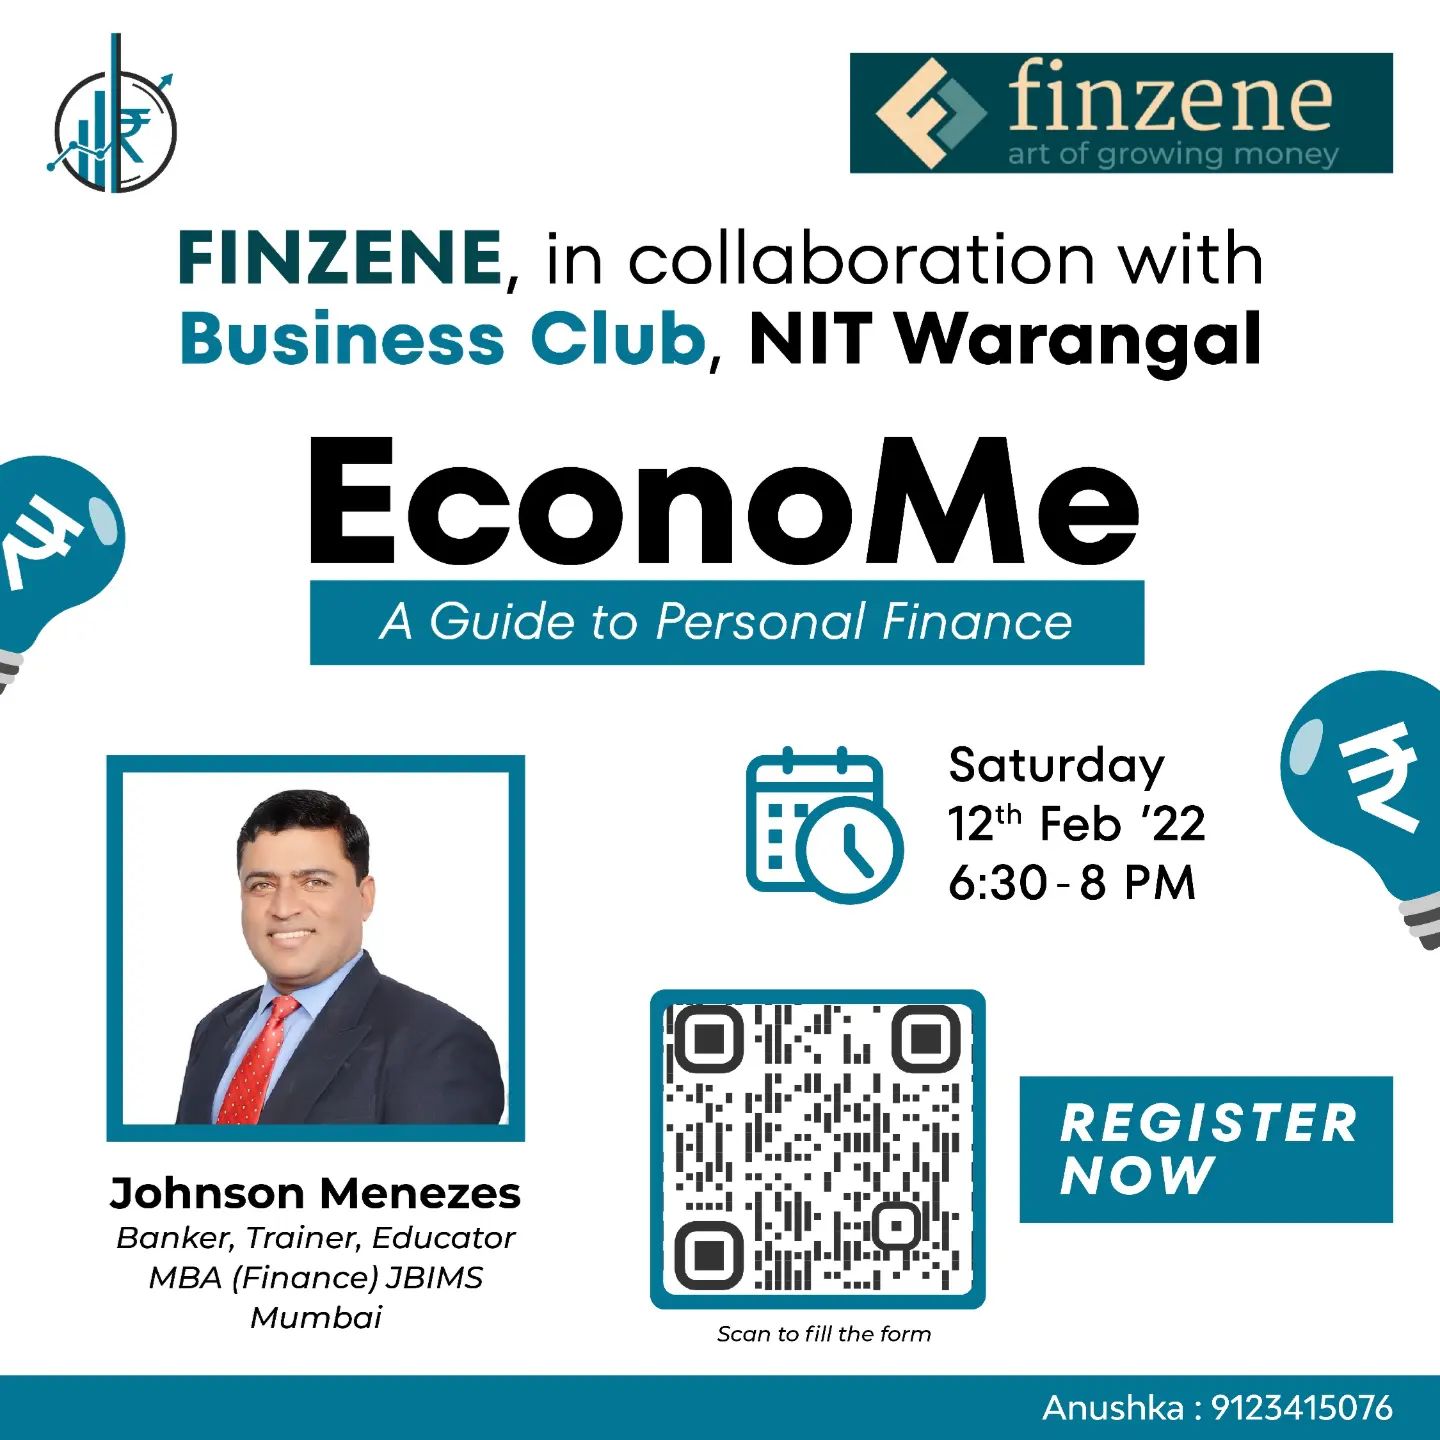 finzene
art of growing money
FINZENE, in collaboration with
Business Club, NIT Warangal
EconoMe
A Guide to Personal Finance
Saturday
12th Feb '22
6:30 - 8 PM
Johnson Menezes
Banker, Trainer, Educator
MBA (Finance) JBIMS
Mumbai
REGISTER
NOW
Scan to fill the form
Anushka : 9123415076